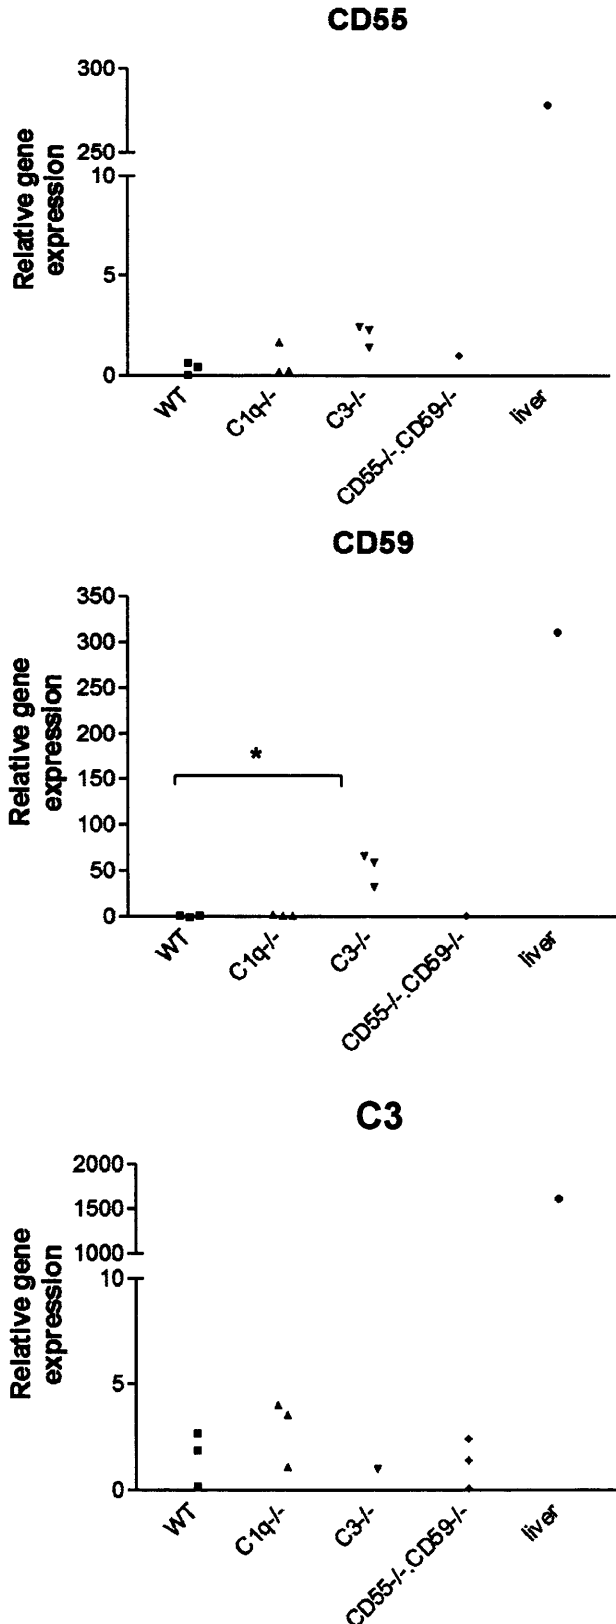 CD55
Relative gene
expression
300
250
10
5
0
WT
C1q-/-
C3-/-
CD55-/-.CD59-/-
liver
CD59
Relative gene
expression
350
300
250
200
150
100
50
0
*
WT
C1q-/-
C3-/-
CD55-/-.CD59-/-
liver
C3
Relative gene
expression
2000
1500
1000
10
5
0
WT
C1q-/-
C3-/-
CD55-/-.CD59-/-
liver